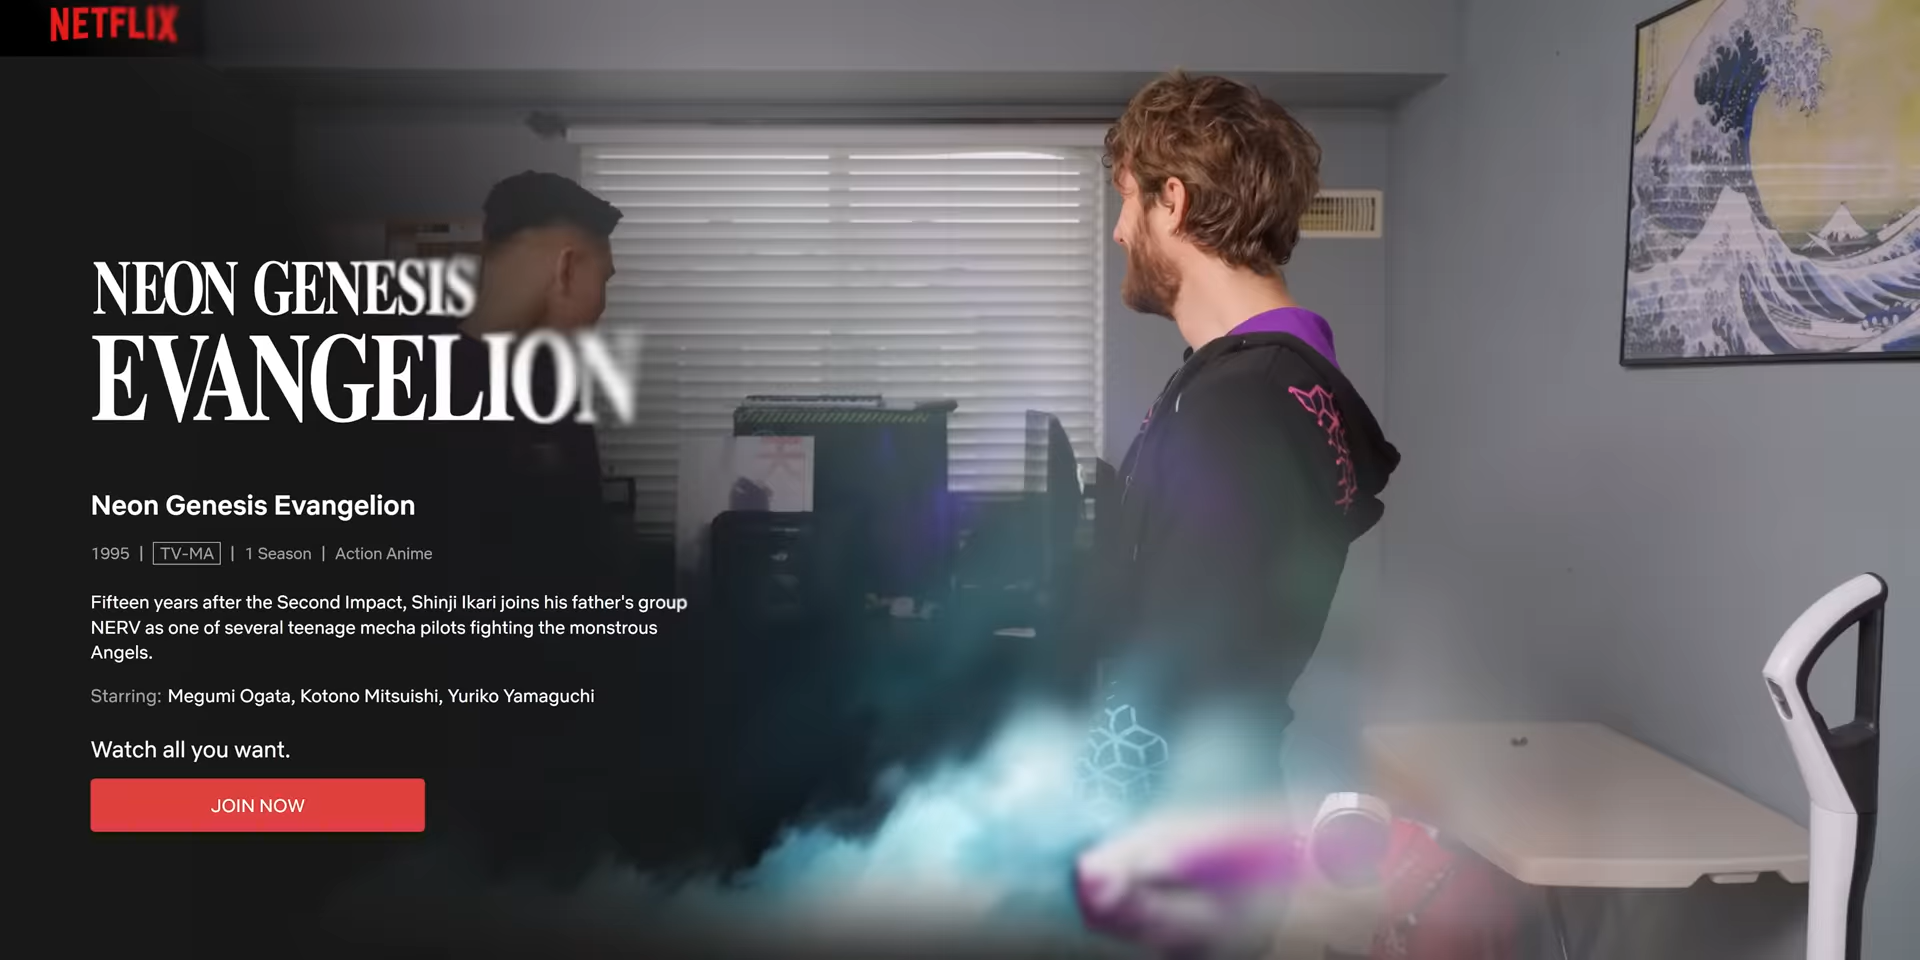 NETFLIX
NEON GENESIS
EVANGELION
Neon Genesis Evangelion
1995 | TV-MA | 1 Season | Action Anime
Fifteen years after the Second Impact, Shinji Ikari joins his father's group
NERV as one of several teenage mecha pilots fighting the monstrous
Angels.
Starring: Megumi Ogata, Kotono Mitsuishi, Yuriko Yamaguchi
Watch all you want.
JOIN NOW